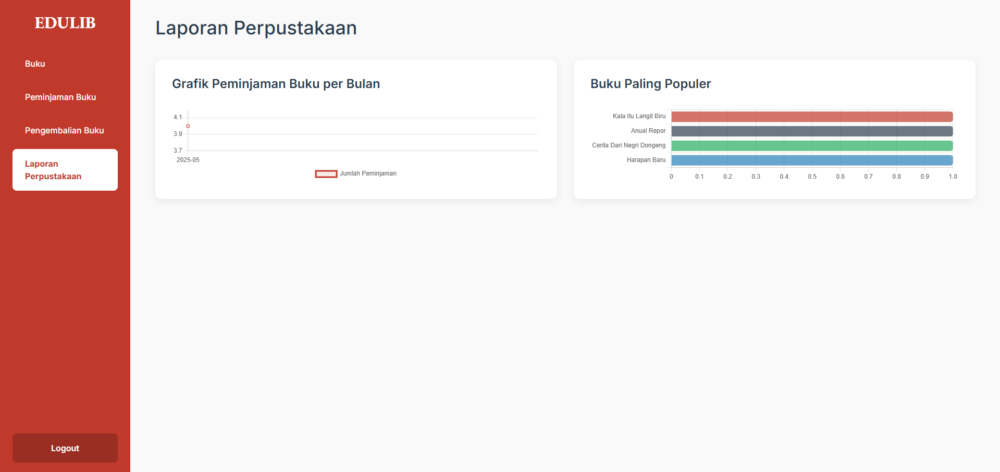 EDULIB
Buku
Peminjaman Buku
Pengembalian Buku
Laporan
Perpustakaan
Logout
Laporan Perpustakaan
Grafik Peminjaman Buku per Bulan
4.1
3.9
3.7
2025-05
Jumlah Peminjaman
Buku Paling Populer
Kala Itu Langit Biru
Anual Repor
Cerita Dari Negri Dongeng
Harapan Baru
0 0.1 0.2 0.3 0.4 0.5 0.6 0.7 0.8 0.9 1.0